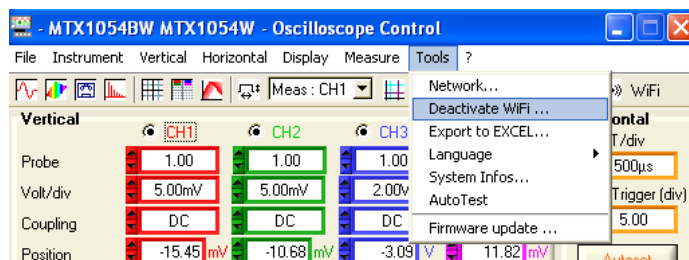 - MTX1054BW MTX1054W - Oscilloscope Control
File Instrument Vertical Horizontal Display Measure Tools ?
Meas : CH1 WiFi
Network...
Deactivate WiFi ...
Export to EXCEL...
Language
System Infos...
AutoTest
Firmware update ...
Vertical
CH1 CH2 CH3
Probe 1.00 1.00 1.00
Volt/div 5.00mV 5.00mV 2.00V
Coupling DC DC DC
Position -15.45 mV -10.68 mV -3.09 V 11.82 mV
T/div
500µs
Trigger (div)
5.00